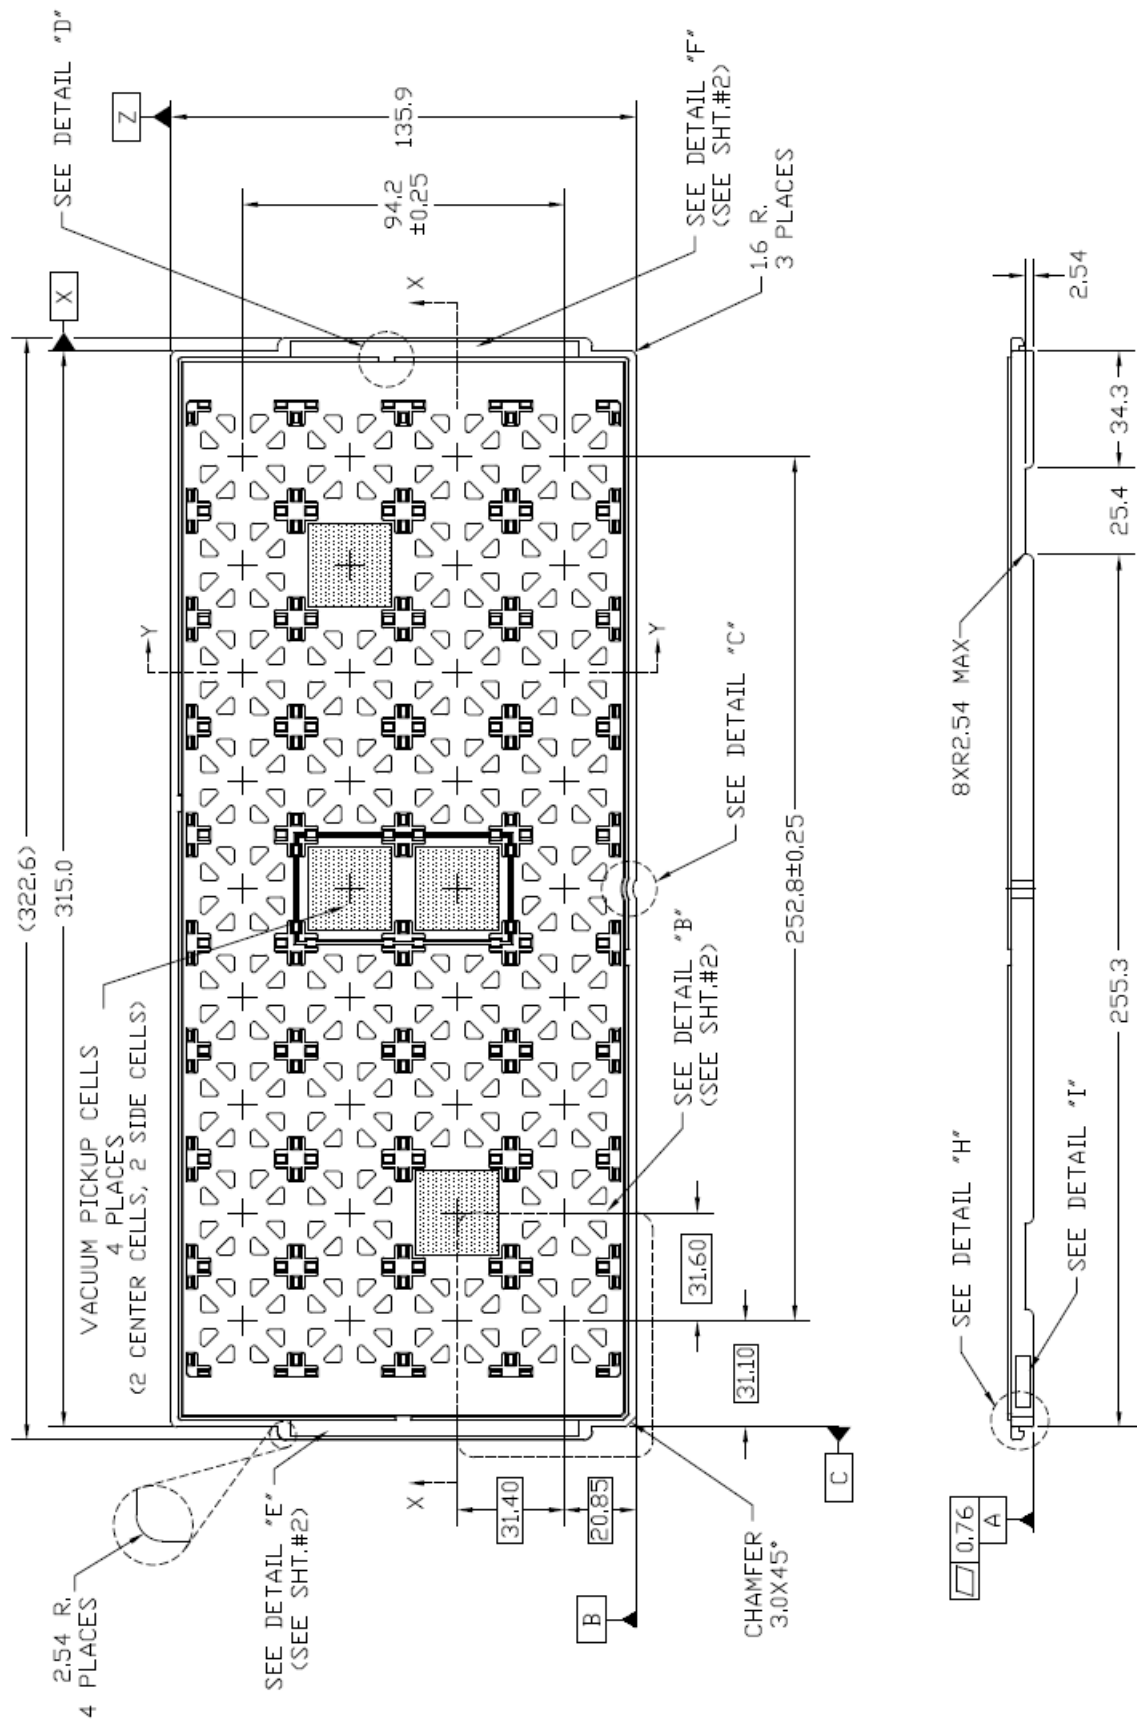 2.54 R.
4 PLACES
SEE DETAIL "E"
(SEE SHT.#2)
VACUUM PICKUP CELLS
4 PLACES
(2 CENTER CELLS, 2 SIDE CELLS)
(322.6)
315.0
X
Z
SEE DETAIL "D"
135.9
94.2
±0.25
X
X
Y
Y
SEE DETAIL "F"
(SEE SHT.#2)
1.6 R.
3 PLACES
SEE DETAIL "C"
SEE DETAIL "B"
(SEE SHT.#2)
252.8±0.25
31.60
31.10
31.40
20.85
B
C
CHAMFER
3.0X45°
0.76
A
SEE DETAIL "H"
SEE DETAIL "I"
8XR2.54 MAX
255.3
25.4
34.3
2.54